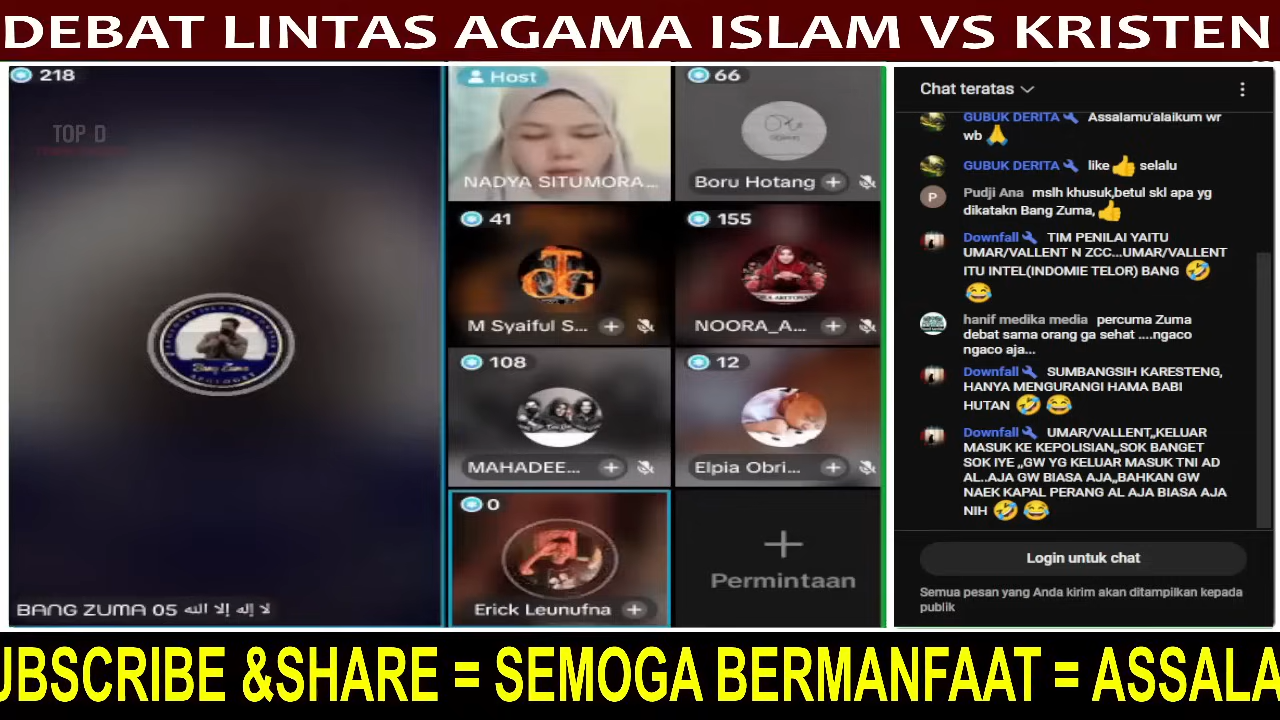 DEBAT LINTAS AGAMA ISLAM VS KRISTEN
218
TOP D
BANG ZUMA 05 لا إله إلا الله
Host
NADYA SITUMORA...
66
Boru Hotang
41
M Syaiful S...
155
NOORA_A...
108
MAHADEE...
12
Elpia Obri...
0
Erick Leunufna
Permintaan
Bang Zuma
Chat teratas
GUBUK DERITA Assalamu'alaikum wr
wb 🙏
GUBUK DERITA like 👍 selalu
P
Pudji Ana mslh khusuk,betul skl apa yg
dikatakn Bang Zuma, 👍
Downfall TIM PENILAI YAITU
UMAR/VALLENT N ZCC...UMAR/VALLENT
ITU INTEL(INDOMIE TELOR) BANG 🤣
😂
hanif medika media percuma Zuma
debat sama orang ga sehat ....ngaco
ngaco aja...
Downfall SUMBANGSIH KARESTENG,
HANYA MENGURANGI HAMA BABI
HUTAN 🤣 😂
Downfall UMAR/VALLENT,,KELUAR
MASUK KE KEPOLISIAN,,SOK BANGET
SOK IYE ,,GW YG KELUAR MASUK TNI AD
AL..AJA GW BIASA AJA,,BAHKAN GW
NAEK KAPAL PERANG AL AJA BIASA AJA
NIH 🤣 😂
Login untuk chat
Semua pesan yang Anda kirim akan ditampilkan kepada
publik
UBSCRIBE &SHARE = SEMOGA BERMANFAAT = ASSALA